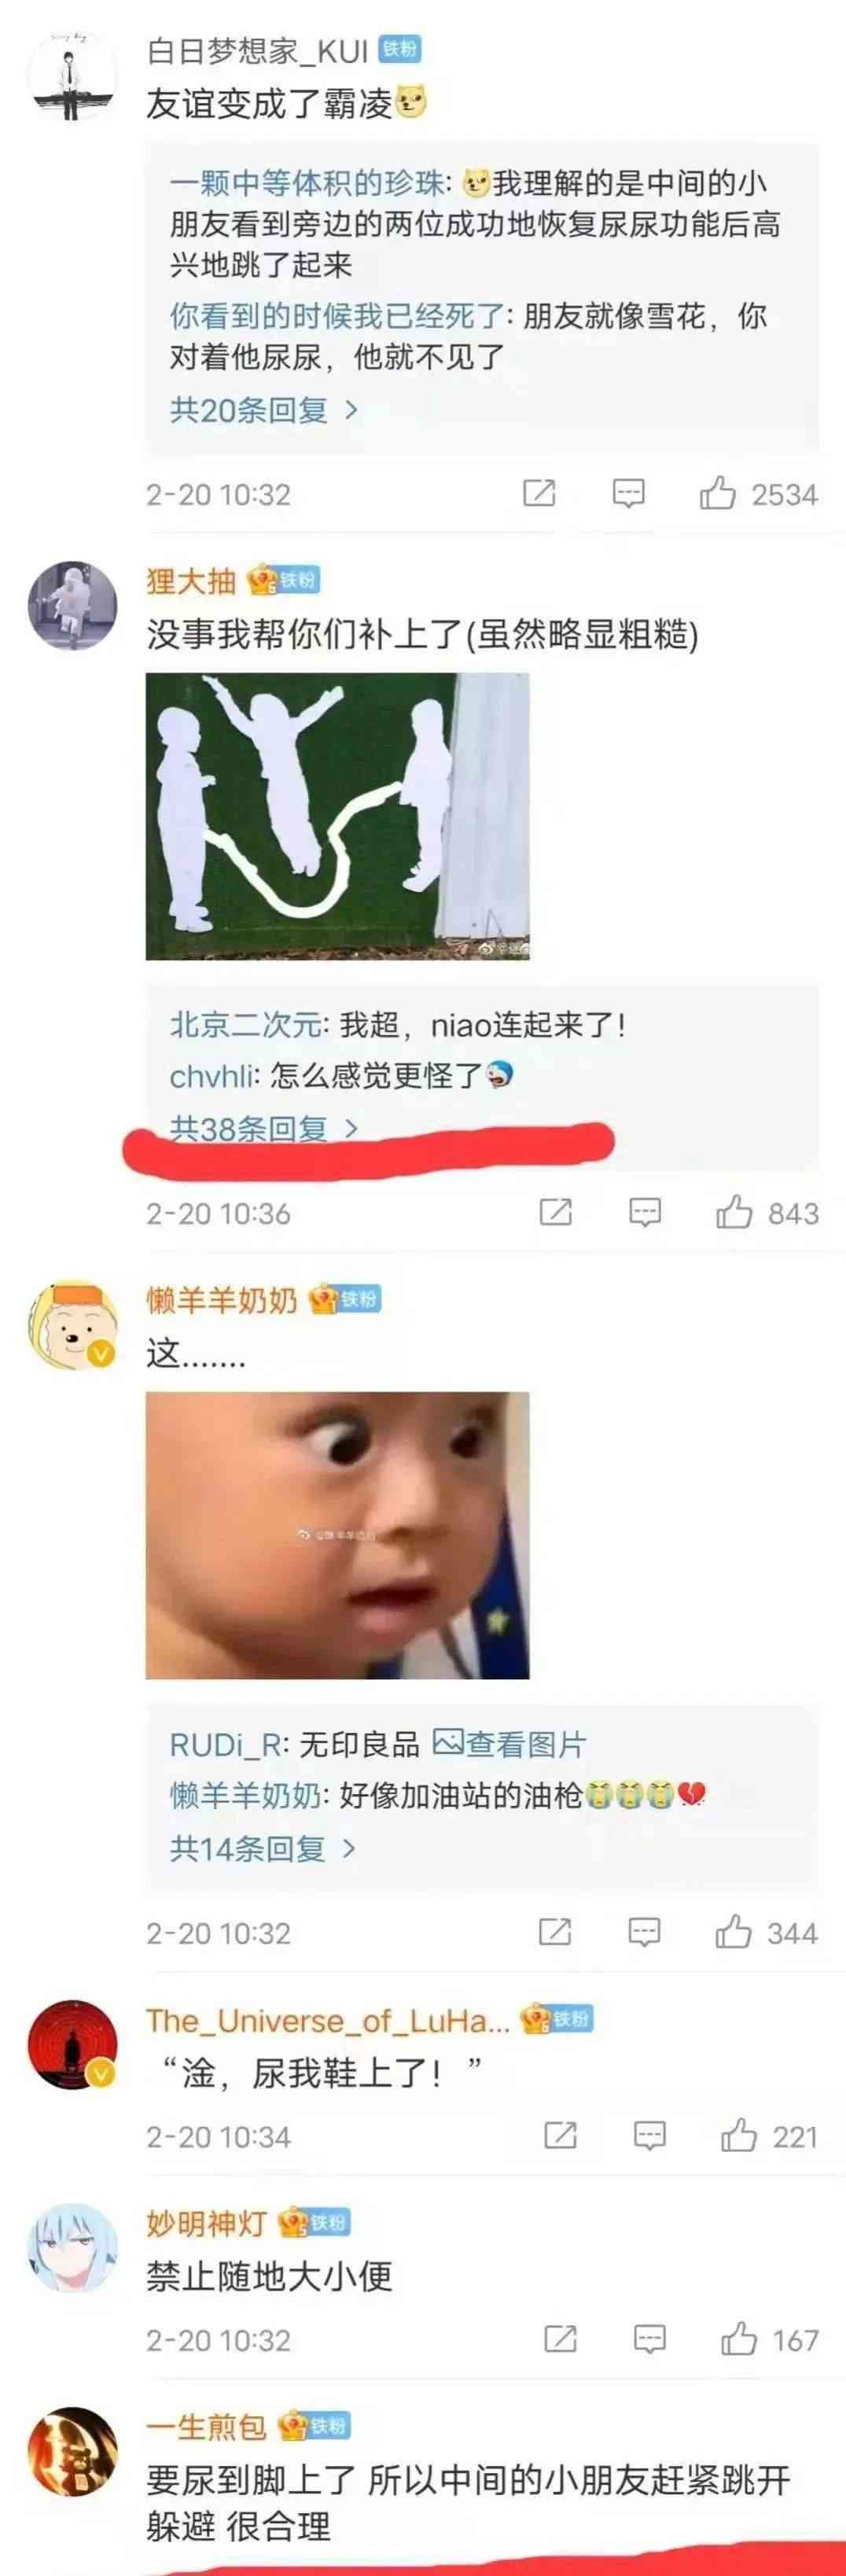 白日梦想家_KUI 铁粉
友谊变成了霸凌
一颗中等体积的珍珠: 我理解的是中间的小
朋友看到旁边的两位成功地恢复尿尿功能后高
兴地跳了起来
你看到的时候我已经死了: 朋友就像雪花，你
对着他尿尿，他就不见了
共20条回复 >
2-20 10:32 2534
狸大抽 铁粉
没事我帮你们补上了(虽然略显粗糙)
北京二次元: 我超，niao连起来了!
chvhli: 怎么感觉更怪了
共38条回复 >
2-20 10:36 843
懒羊羊奶奶 铁粉
这.......
RUDi_R: 无印良品 查看图片
懒羊羊奶奶: 好像加油站的油枪
共14条回复 >
2-20 10:32 344
The_Universe_of_LuHa... 铁粉
“淦，尿我鞋上了! ”
2-20 10:34 221
妙明神灯 铁粉
禁止随地大小便
2-20 10:32 167
一生煎包 铁粉
要尿到脚上了 所以中间的小朋友赶紧跳开
躲避 很合理